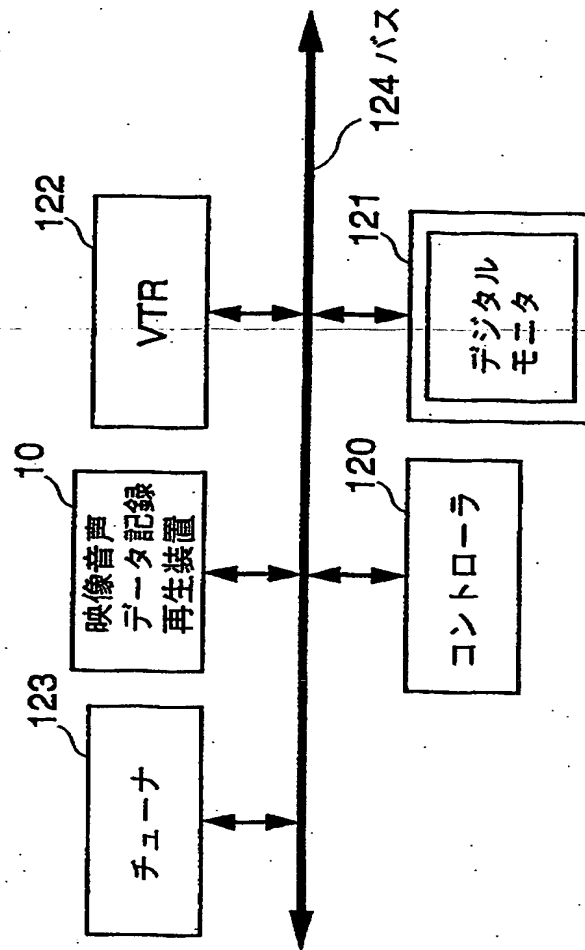 123
チューナ
10
映像音声
データ記録
再生装置
122
VTR
124 バス
120
コントローラ
121
デジタル
モニタ